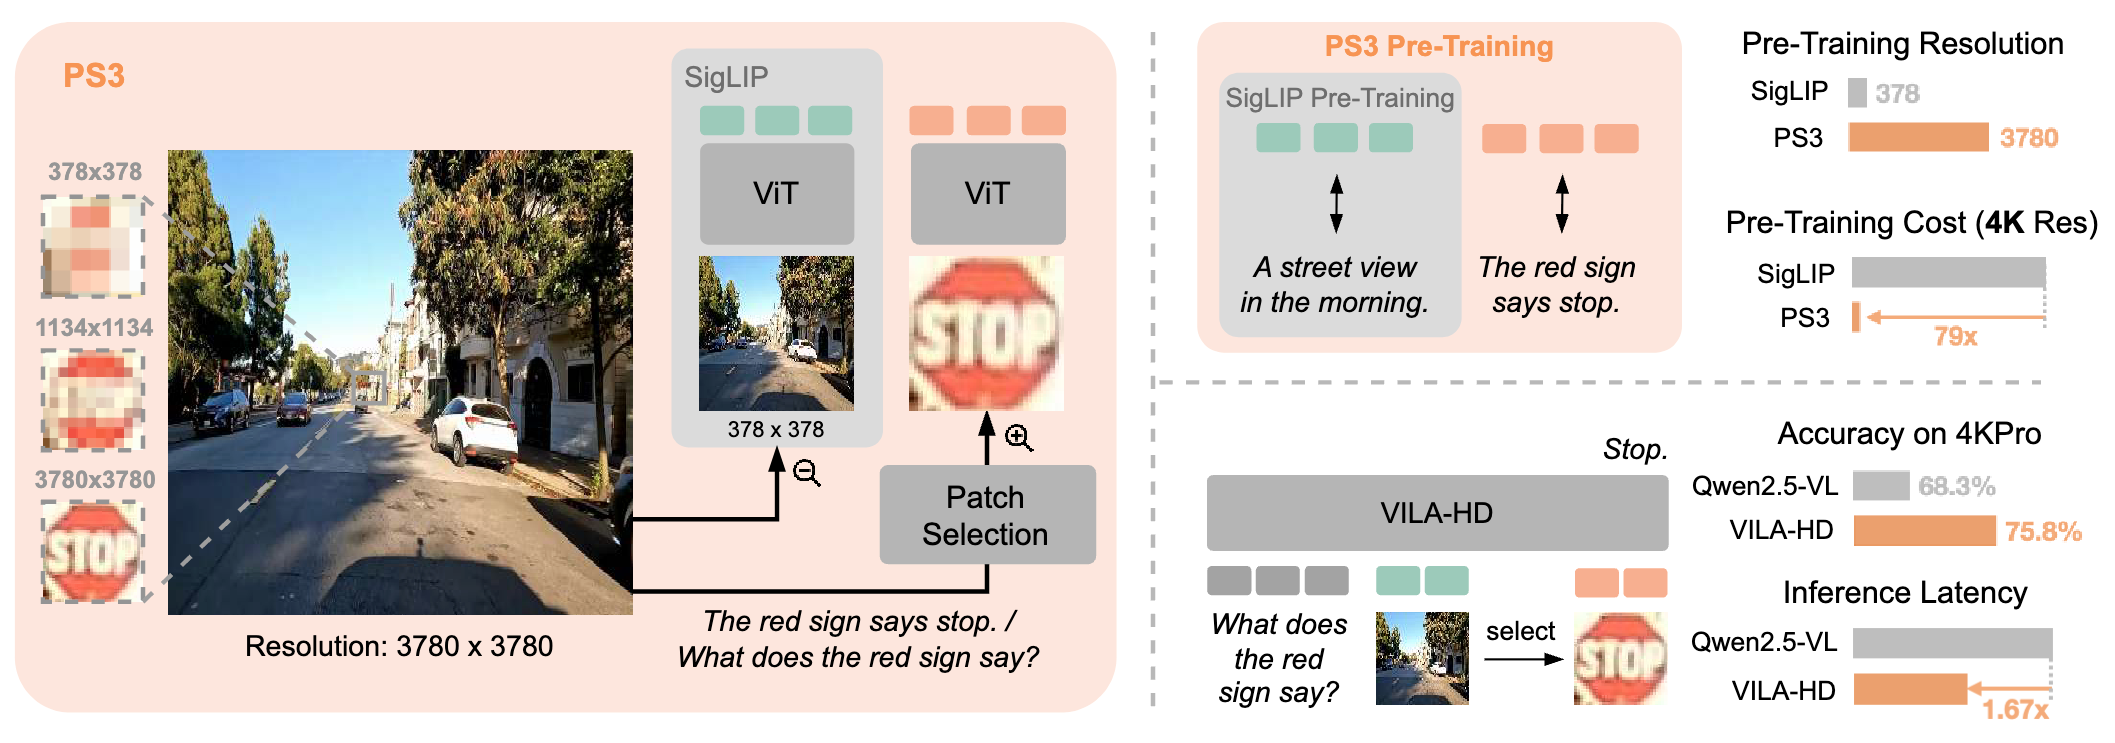 PS3
378x378
1134x1134
3780x3780
STOP
Resolution: 3780 x 3780
SigLIP
ViT
378 x 378
ViT
STOP
Patch
Selection
The red sign says stop. /
What does the red sign say?
PS3 Pre-Training
SigLIP Pre-Training
A street view
in the morning.
The red sign
says stop.
Pre-Training Resolution
SigLIP 378
PS3 3780
Pre-Training Cost (4K Res)
SigLIP
PS3
79x
Stop.
VILA-HD
What does
the red
sign say?
select
STOP
Accuracy on 4KPro
Qwen2.5-VL 68.3%
VILA-HD 75.8%
Inference Latency
Qwen2.5-VL
VILA-HD
1.67x